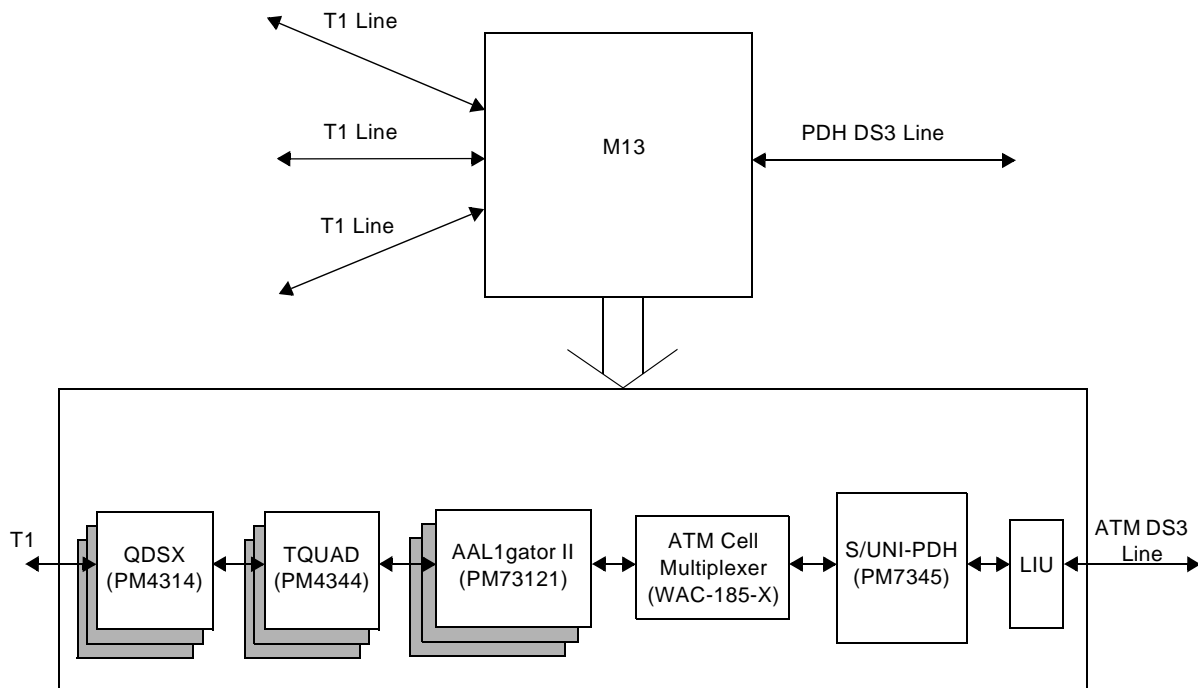 T1 Line
T1 Line
M13
PDH DS3 Line
T1 Line
T1
QDSX
(PM4314)
TQUAD
(PM4344)
AAL1gator II
(PM73121)
ATM Cell
Multiplexer
(WAC-185-X)
S/UNI-PDH
(PM7345)
LIU
ATM DS3
Line